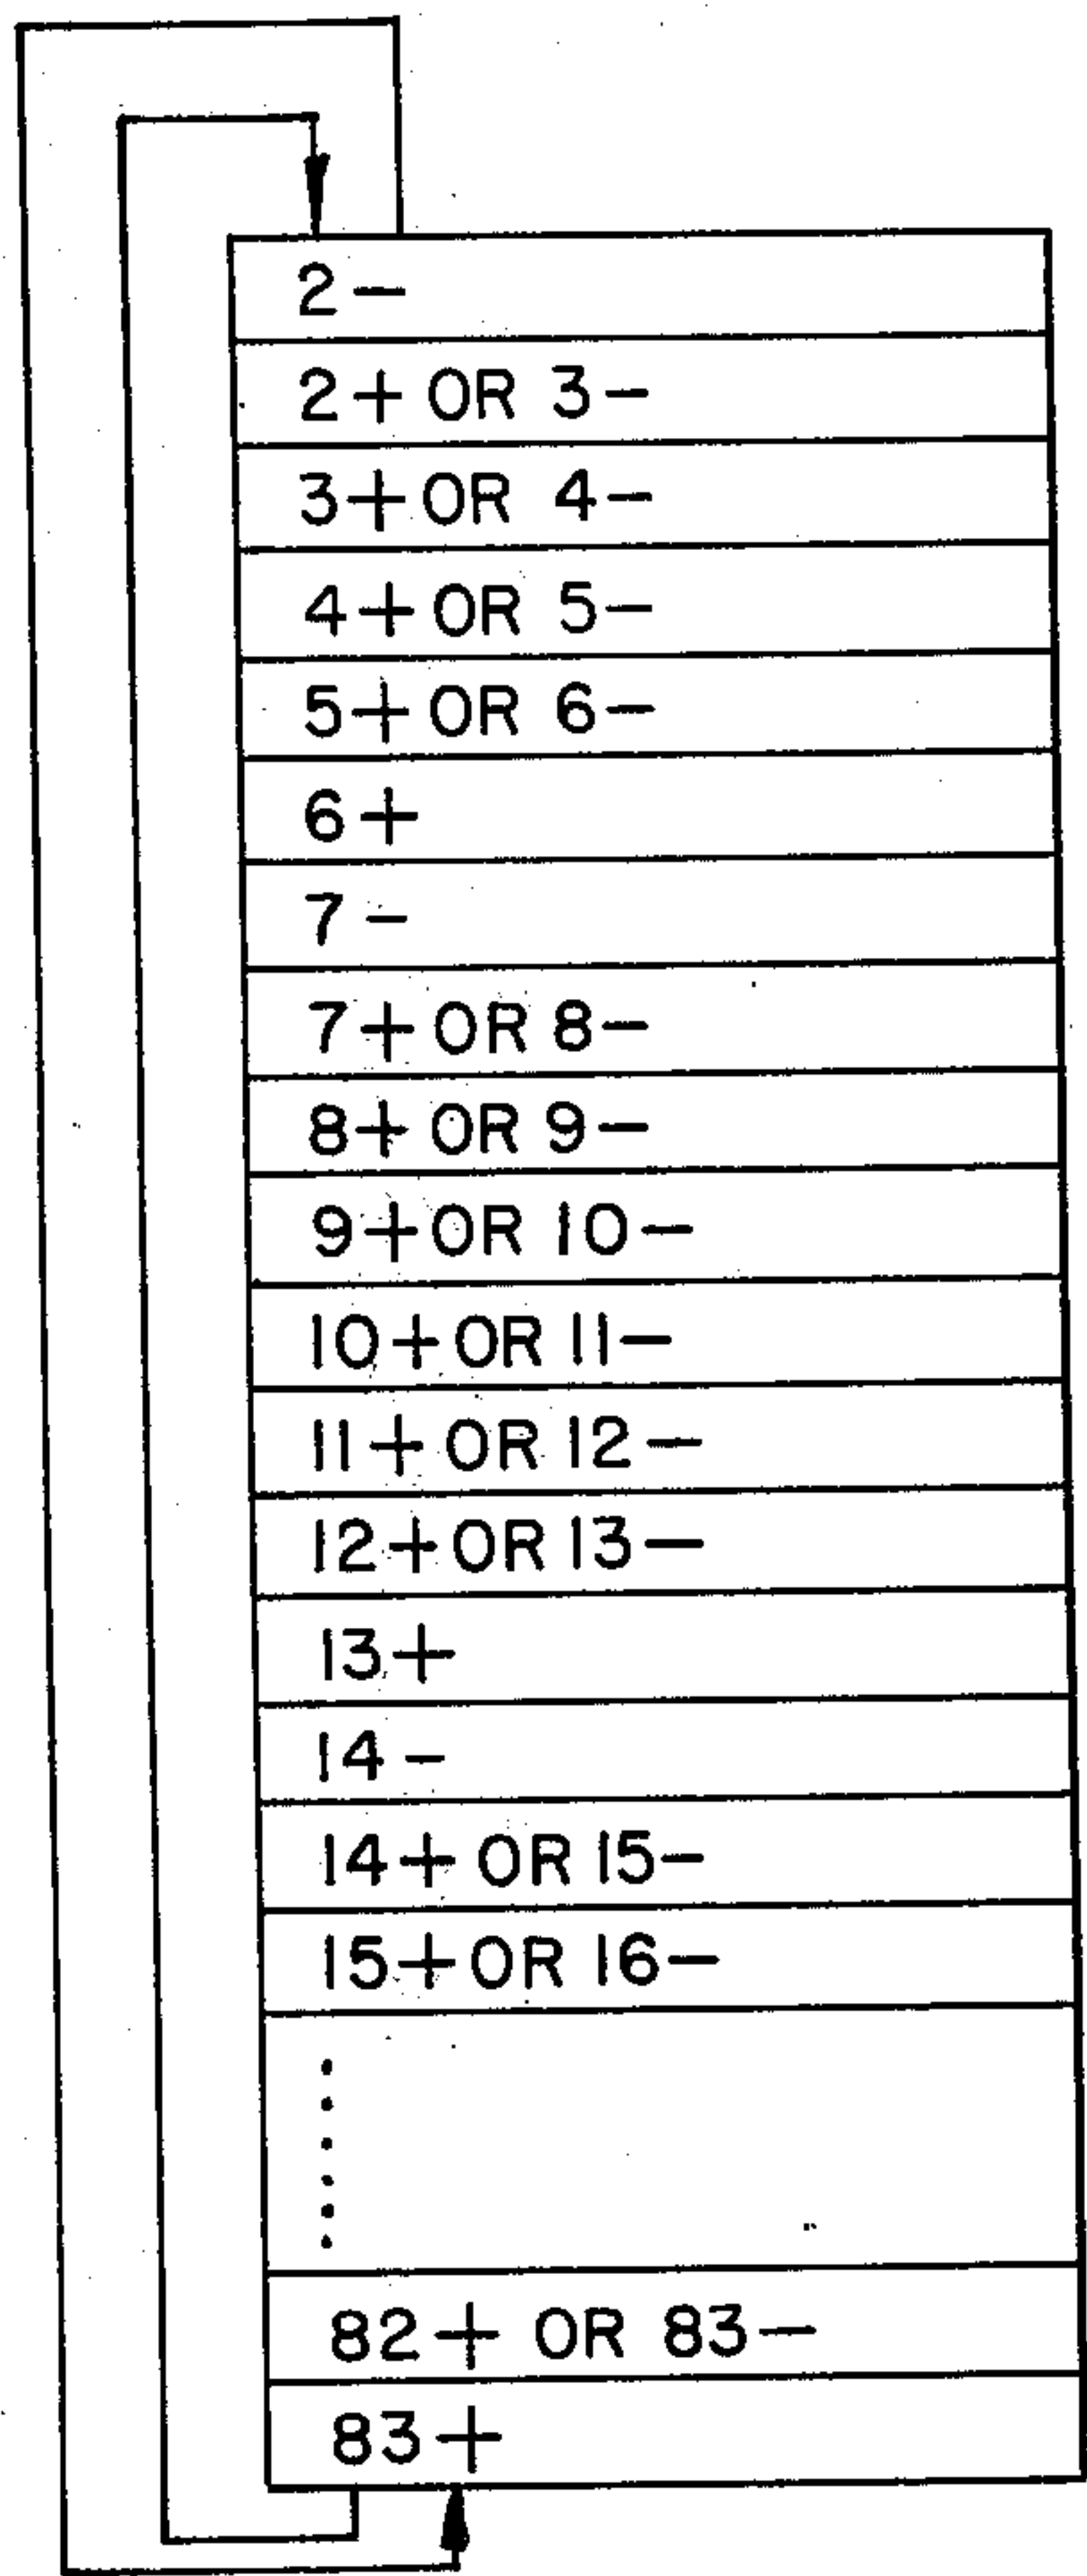 2-
2+ OR 3-
3+ OR 4-
4+ OR 5-
5+ OR 6-
6+
7-
7+ OR 8-
8+ OR 9-
9+ OR 10-
10+ OR 11-
11+ OR 12-
12+ OR 13-
13+
14-
14+ OR 15-
15+ OR 16-
82+ OR 83-
83+